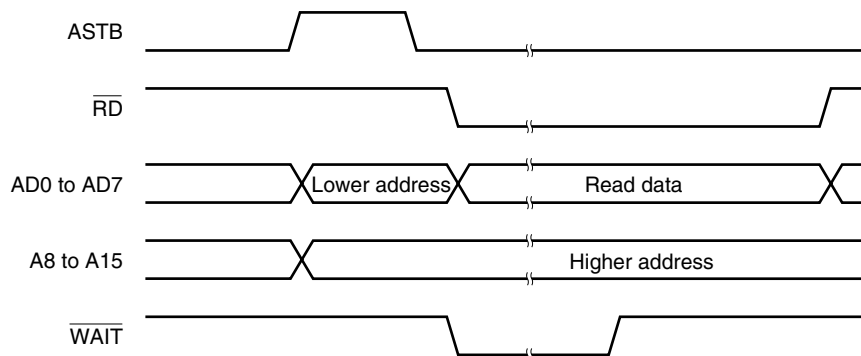 ASTB
RD
AD0 to AD7 Lower address Read data
A8 to A15 Higher address
WAIT